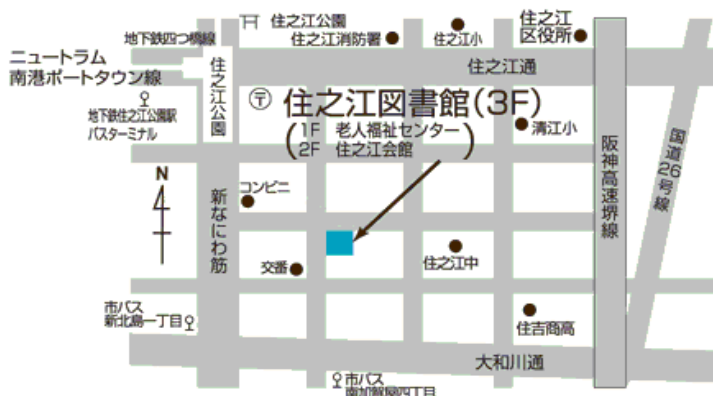 住之江公園
地下鉄四つ橋線
住之江消防署
住之江小
住之江
区役所
ニュートラム
南港ポートタウン線
住之江公園
住之江通
地下鉄住之江公園駅
バスターミナル
〒 住之江図書館(3F)
(1F 老人福祉センター
2F 住之江会館)
清江小
阪神高速堺線
国道26号線
N
コンビニ
新なにわ筋
交番
住之江中
市バス
新北島一丁目
住吉商高
大和川通
市バス
南加賀屋四丁目